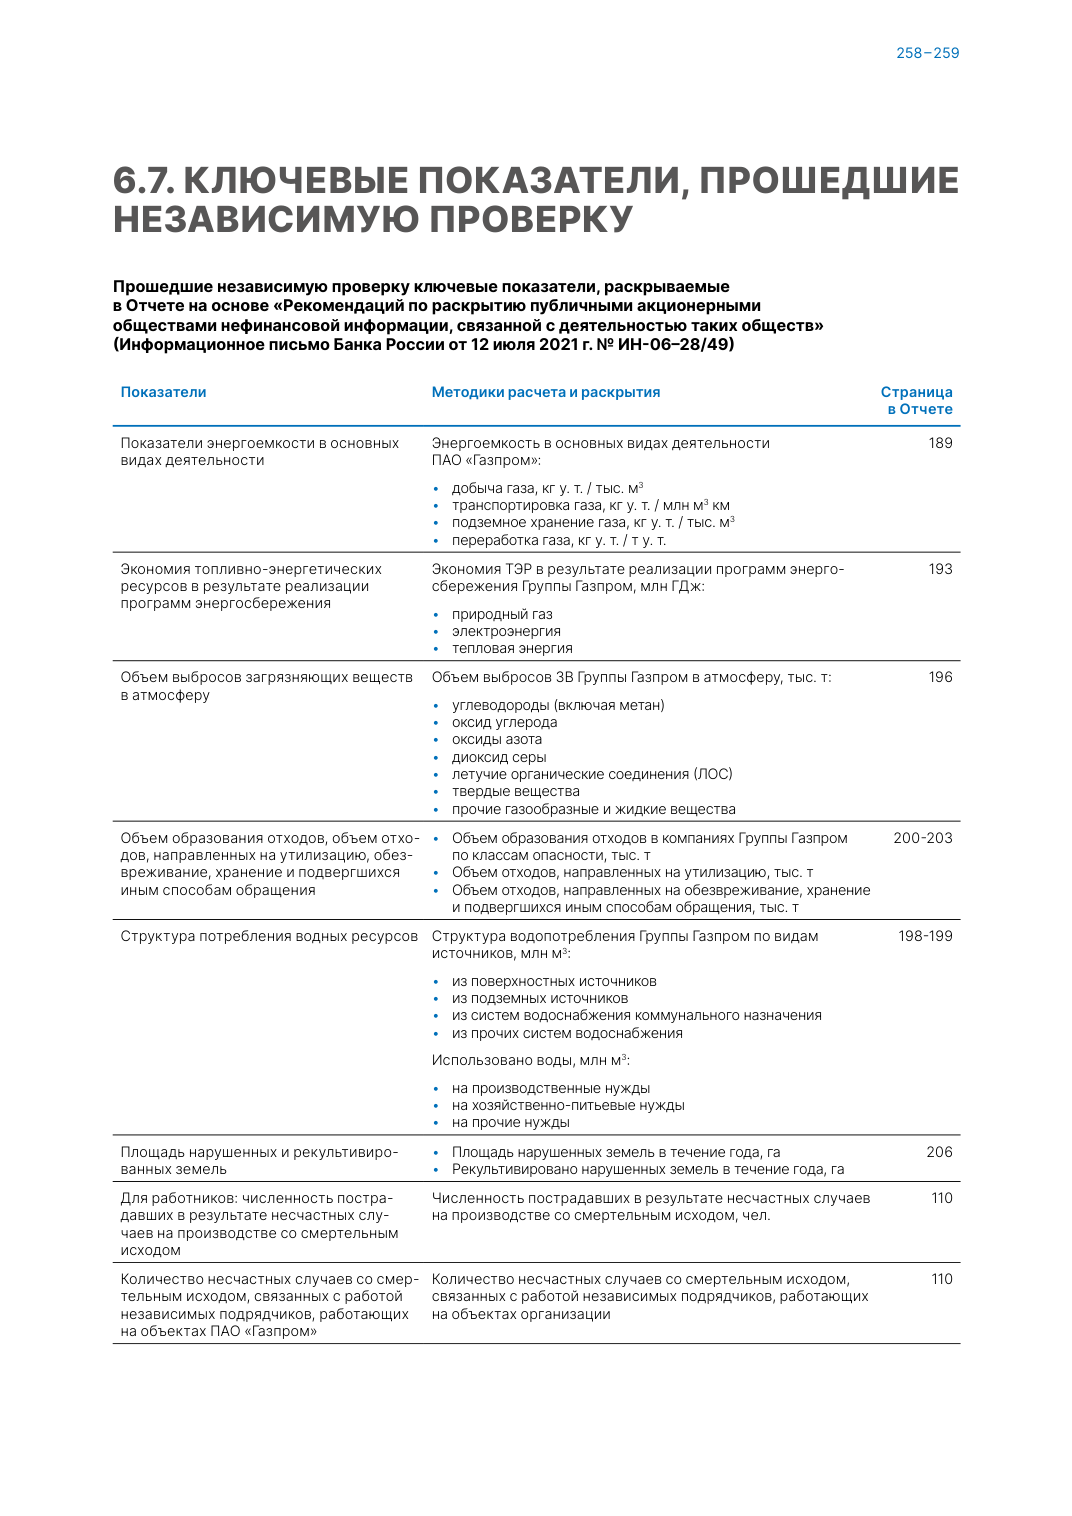 258–259
6.7. КЛЮЧЕВЫЕ ПОКАЗАТЕЛИ, ПРОШЕДШИЕ
НЕЗАВИСИМУЮ ПРОВЕРКУ
Прошедшие независимую проверку ключевые показатели, раскрываемые
в Отчете на основе «Рекомендаций по раскрытию публичными акционерными
обществами нефинансовой информации, связанной с деятельностью таких обществ»
(Информационное письмо Банка России от 12 июля 2021 г. № ИН-06–28/49)
Показатели
Методики расчета и раскрытия
Страница
в Отчете
Показатели энергоемкости в основных
видах деятельности
Энергоемкость в основных видах деятельности
ПАО «Газпром»:
• добыча газа, кг у. т. / тыс. м³
• транспортировка газа, кг у. т. / млн м³ км
• подземное хранение газа, кг у. т. / тыс. м³
• переработка газа, кг у. т. / т у. т.
189
Экономия топливно-энергетических
ресурсов в результате реализации
программ энергосбережения
Экономия ТЭР в результате реализации программ энерго-
сбережения Группы Газпром, млн ГДж:
• природный газ
• электроэнергия
• тепловая энергия
193
Объем выбросов загрязняющих веществ
в атмосферу
Объем выбросов ЗВ Группы Газпром в атмосферу, тыс. т:
• углеводороды (включая метан)
• оксид углерода
• оксиды азота
• диоксид серы
• летучие органические соединения (ЛОС)
• твердые вещества
• прочие газообразные и жидкие вещества
196
Объем образования отходов, объем отхо-
дов, направленных на утилизацию, обез-
вреживание, хранение и подвергшихся
иным способам обращения
• Объем образования отходов в компаниях Группы Газпром
по классам опасности, тыс. т
• Объем отходов, направленных на утилизацию, тыс. т
• Объем отходов, направленных на обезвреживание, хранение
и подвергшихся иным способам обращения, тыс. т
200-203
Структура потребления водных ресурсов
Структура водопотребления Группы Газпром по видам
источников, млн м³:
• из поверхностных источников
• из подземных источников
• из систем водоснабжения коммунального назначения
• из прочих систем водоснабжения
Использовано воды, млн м³:
• на производственные нужды
• на хозяйственно-питьевые нужды
• на прочие нужды
198-199
Площадь нарушенных и рекультивиро-
ванных земель
• Площадь нарушенных земель в течение года, га
• Рекультивировано нарушенных земель в течение года, га
206
Для работников: численность постра-
давших в результате несчастных слу-
чаев на производстве со смертельным
исходом
Численность пострадавших в результате несчастных случаев
на производстве со смертельным исходом, чел.
110
Количество несчастных случаев со смер-
тельным исходом, связанных с работой
независимых подрядчиков, работающих
на объектах ПАО «Газпром»
Количество несчастных случаев со смертельным исходом,
связанных с работой независимых подрядчиков, работающих
на объектах организации
110